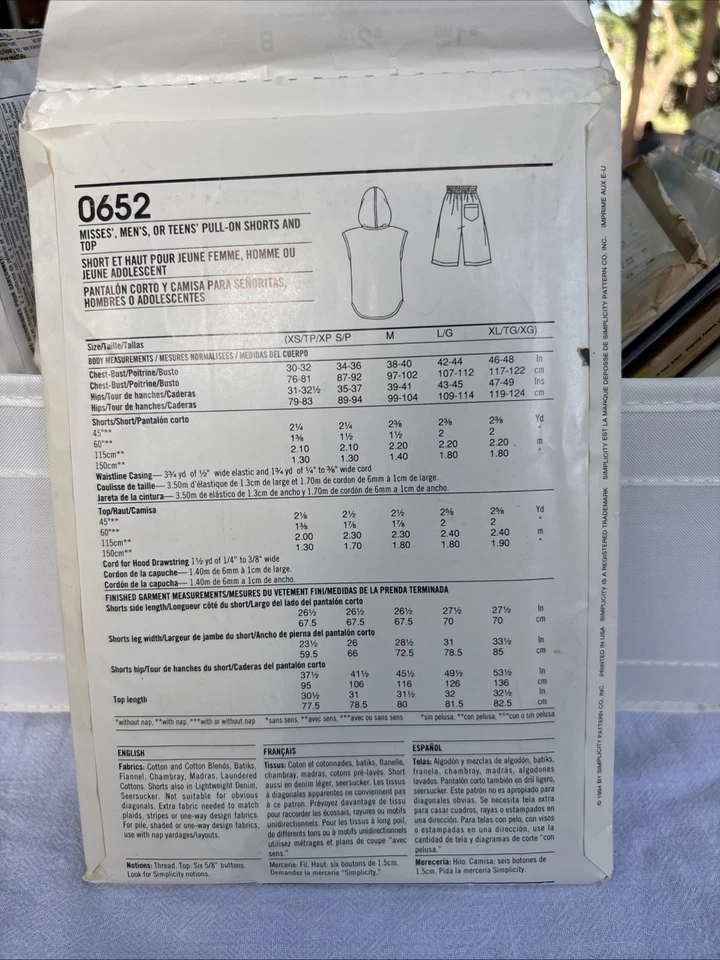 0652
MISSES', MEN'S, OR TEENS' PULL-ON SHORTS AND
TOP
SHORT ET HAUT POUR JEUNE FEMME, HOMME OU
JEUNE ADOLESCENT
PANTALÓN CORTO Y CAMISA PARA SEÑORITAS,
HOMBRES O ADOLESCENTES
Size/Taille/Tallas (XS/TP/XP S/P M L/G XL/TG/XG)
BODY MEASUREMENTS / MESURES NORMALISEES / MEDIDAS DEL CUERPO
Chest-Bust/Poitrine/Busto 30-32 34-36 38-40 42-44 46-48 In
Chest-Bust/Poitrine/Busto 76-81 87-92 97-102 107-112 117-122 cm
Hips/Tour de hanches/Caderas 31-32½ 35-37 39-41 43-45 47-49 Ins
Hips/Tour de hanches/Caderas 79-83 89-94 99-104 109-114 119-124 cm
Shorts/Short/Pantalón corto
45"** 2¼ 2¼ 2⅜ 2⅜ 2⅜ Yd
60"** 1⅜ 1½ 1½ 2 2 "
115cm** 2.10 2.10 2.20 2.20 2.20 m
150cm** 1.30 1.30 1.40 1.80 1.80 "
Waistline Casing— 3¾ yd of ½" wide elastic and 1¾ yd of ¼" to ⅜" wide cord
Coulisse de taille— 3.50m d'élastique de 1.3cm de large et 1.70m de cordon de 6mm à 1cm de large.
Jareta de la cintura— 3.50m de elástico de 1.3cm de ancho y 1.70m de cordón de 6mm a 1cm de ancho.
Top/Haut/Camisa
45"** 2⅛ 2½ 2½ 2⅝ 2⅝ Yd
60"** 1⅜ 1⅞ 1⅞ 2 2 "
115cm** 2.00 2.30 2.30 2.40 2.40 m
150cm** 1.30 1.70 1.80 1.80 1.90 "
Cord for Hood Drawstring 1½ yd of 1/4" to 3/8" wide
Cordon de la capuche— 1.40m de 6mm à 1cm de large.
Cordón de la capucha— 1.40m de 6mm a 1cm de ancho.
FINISHED GARMENT MEASUREMENTS/MESURES DU VETEMENT FINI/MEDIDAS DE LA PRENDA TERMINADA
Shorts side length/Longueur côté du short/Largo del lado del pantalón corto
26½ 26½ 26½ 27½ 27½ In
67.5 67.5 67.5 70 70 cm
Shorts leg width/Largeur de jambe du short/Ancho de pierna del pantalón corto
23½ 26 28½ 31 33½ In
59.5 66 72.5 78.5 85 cm
Shorts hip/Tour de hanches du short/Caderas del pantalón corto
37½ 41½ 45½ 49½ 53½ In
95 106 116 126 136 cm
Top length 30½ 31 31½ 32 32½ In
77.5 78.5 80 81.5 82.5 cm
*without nap, **with nap, ***with or without nap *sans sens, **avec sens, ***avec ou sans sens *sin pelusa, **con pelusa, ***con o sin pelusa
ENGLISH
Fabrics: Cotton and Cotton Blends, Batiks,
Flannel, Chambray, Madras, Laundered
Cottons. Shorts also in Lightweight Denim,
Seersucker. Not suitable for obvious
diagonals. Extra fabric needed to match
plaids, stripes or one-way design fabrics.
For pile, shaded or one-way design fabrics,
use with nap yardages/layouts.
Notions: Thread. Top: Six 5/8" buttons.
Look for Simplicity notions.
FRANÇAIS
Tissus: Coton et cotonnades, batiks, flanelle,
chambray, madras, cotons pré-lavés. Short
aussi en denim léger, seersucker. Les tissus
à diagonales apparentes ne conviennent pas
à ce patron. Prévoyez davantage de tissu
pour raccorder les écossais, rayures ou motifs
unidirectionnels. Pour les tissus à long poil,
de différents tons ou à motifs unidirectionnels
utilisez métrages et plans de coupe "avec
sens."
Mercerie: Fil. Haut: six boutons de 1.5cm.
Demandez la mercerie "Simplicity."
ESPAÑOL
Telas: Algodón y mezclas de algodón, batiks,
franela, chambray, madrás, algodones
lavados. Pantalón corto también en dril ligero,
seersucker. Este patrón no es apropiado para
diagonales obvias. Se necesita tela extra
para casar cuadros, rayas o estampados en
una dirección. Para telas con pelo, con visos
o estampadas en una dirección, use la
cantidad de tela y diagramas de corte "con
pelusa."
Mercería: Hilo. Camisa: seis botones de
1.5cm. Pida la mercería Simplicity.
© 1994 BY SIMPLICITY PATTERN CO. INC. PRINTED IN USA SIMPLICITY IS A REGISTERED TRADEMARK SIMPLICITY EST LA MARQUE DEPOSEE DE SIMPLICITY PATTERN CO. INC. IMPRIME AUX E-U